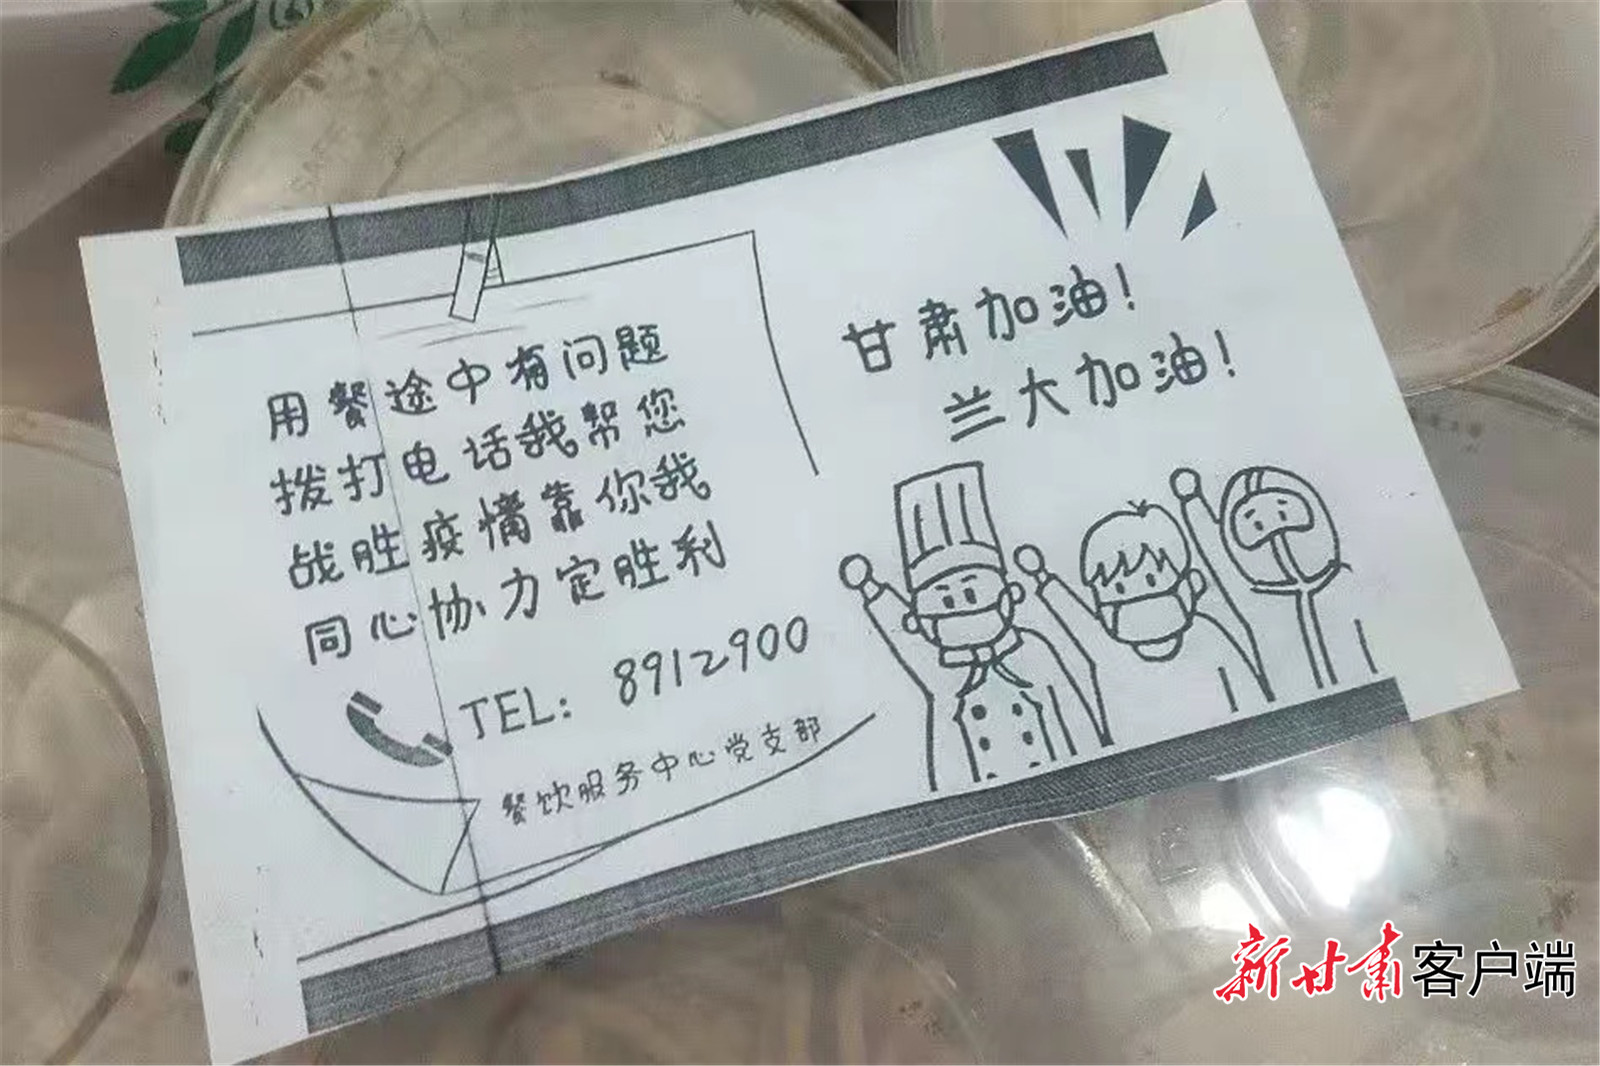 用餐途中有问题
拨打电话我帮您
战胜疫情靠你我
同心协力定胜利
TEL: 8912900
餐饮服务中心党支部
甘肃加油!
兰大加油!
新甘肃客户端